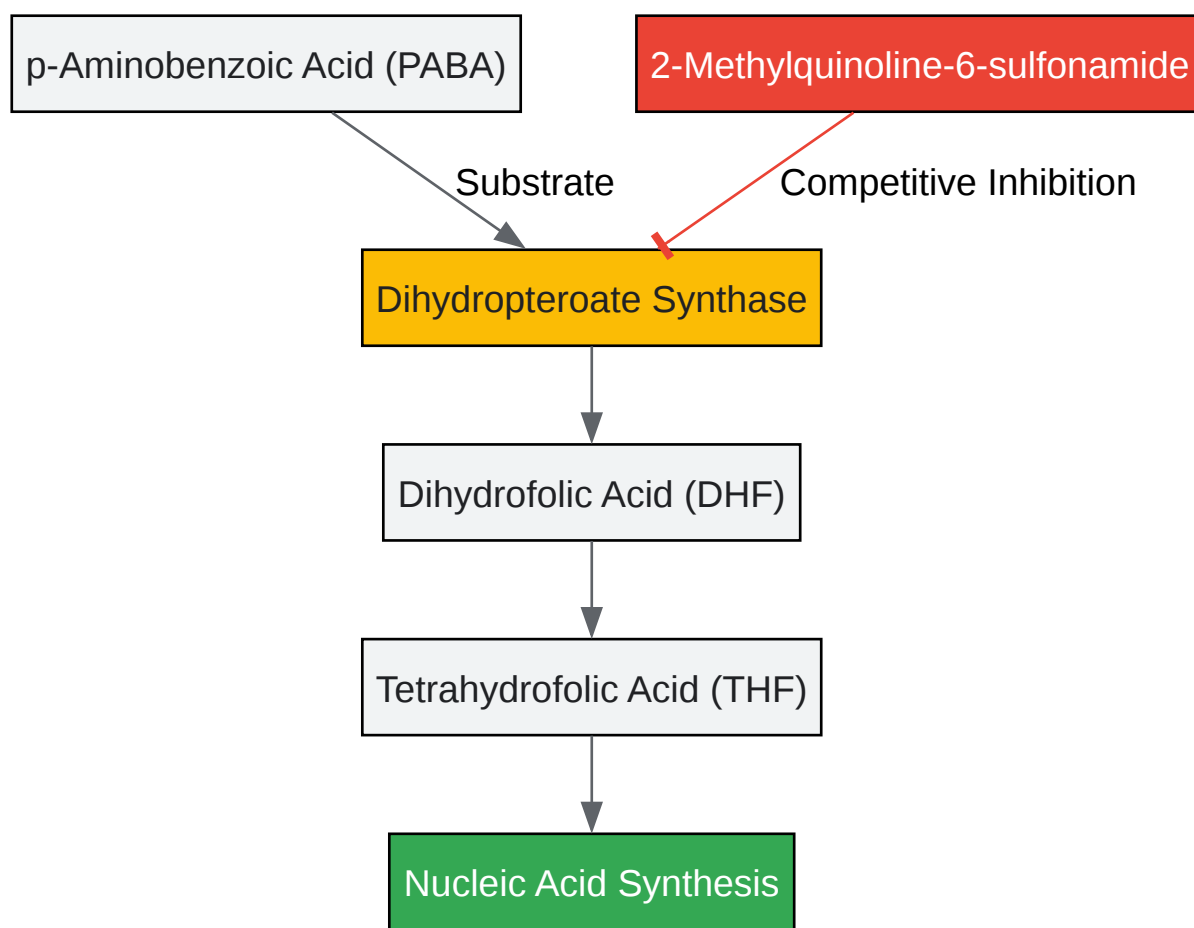 p-Aminobenzoic Acid (PABA)
2-Methylquinoline-6-sulfonamide
Substrate
Competitive Inhibition
Dihydropteroate Synthase
Dihydrofolic Acid (DHF)
Tetrahydrofolic Acid (THF)
Nucleic Acid Synthesis